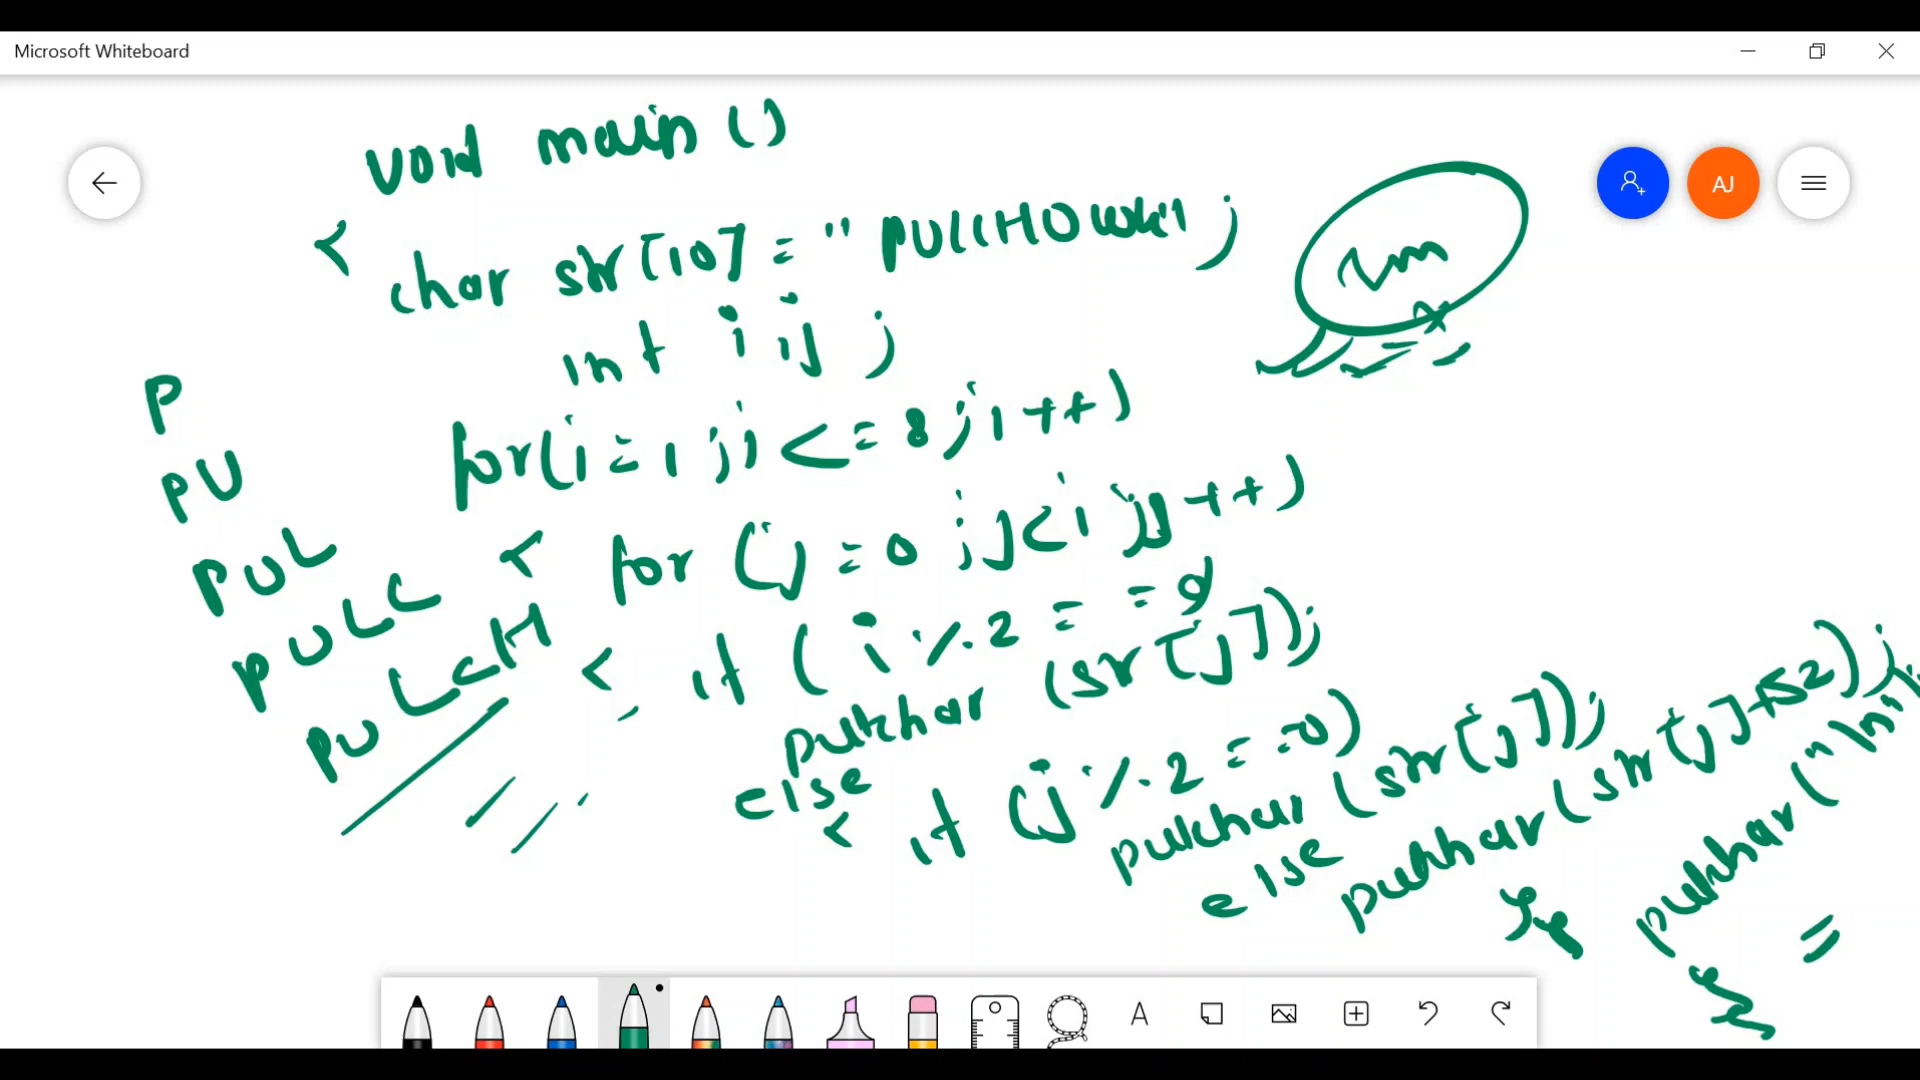 Microsoft Whiteboard
AJ
void main ()
{
char str[10] = "PULCHOWK";
int i, j ;
for(i=1;i<=8;i++)
{ for (j=0;j<i;j++)
{ if (i%2==0)
putchar (str[j]);
else
{ if (j%2==0)
putchar (str[j]);
else
putchar(str[j]+32);
}}
putchar("\n");
}
=
P
PU
PUL
PULC
PULCH
A